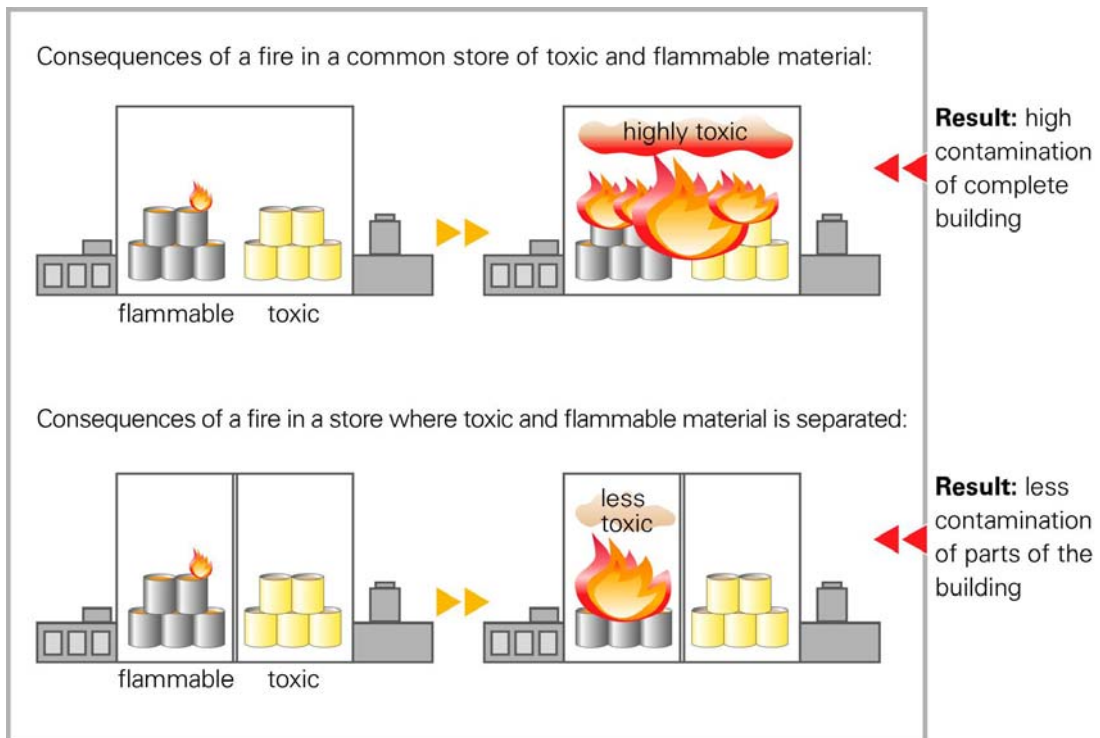 Consequences of a fire in a common store of toxic and flammable material:
highly toxic
flammable
toxic
Result: high
contamination
of complete
building
Consequences of a fire in a store where toxic and flammable material is separated:
less
toxic
flammable
toxic
Result: less
contamination
of parts of the
building